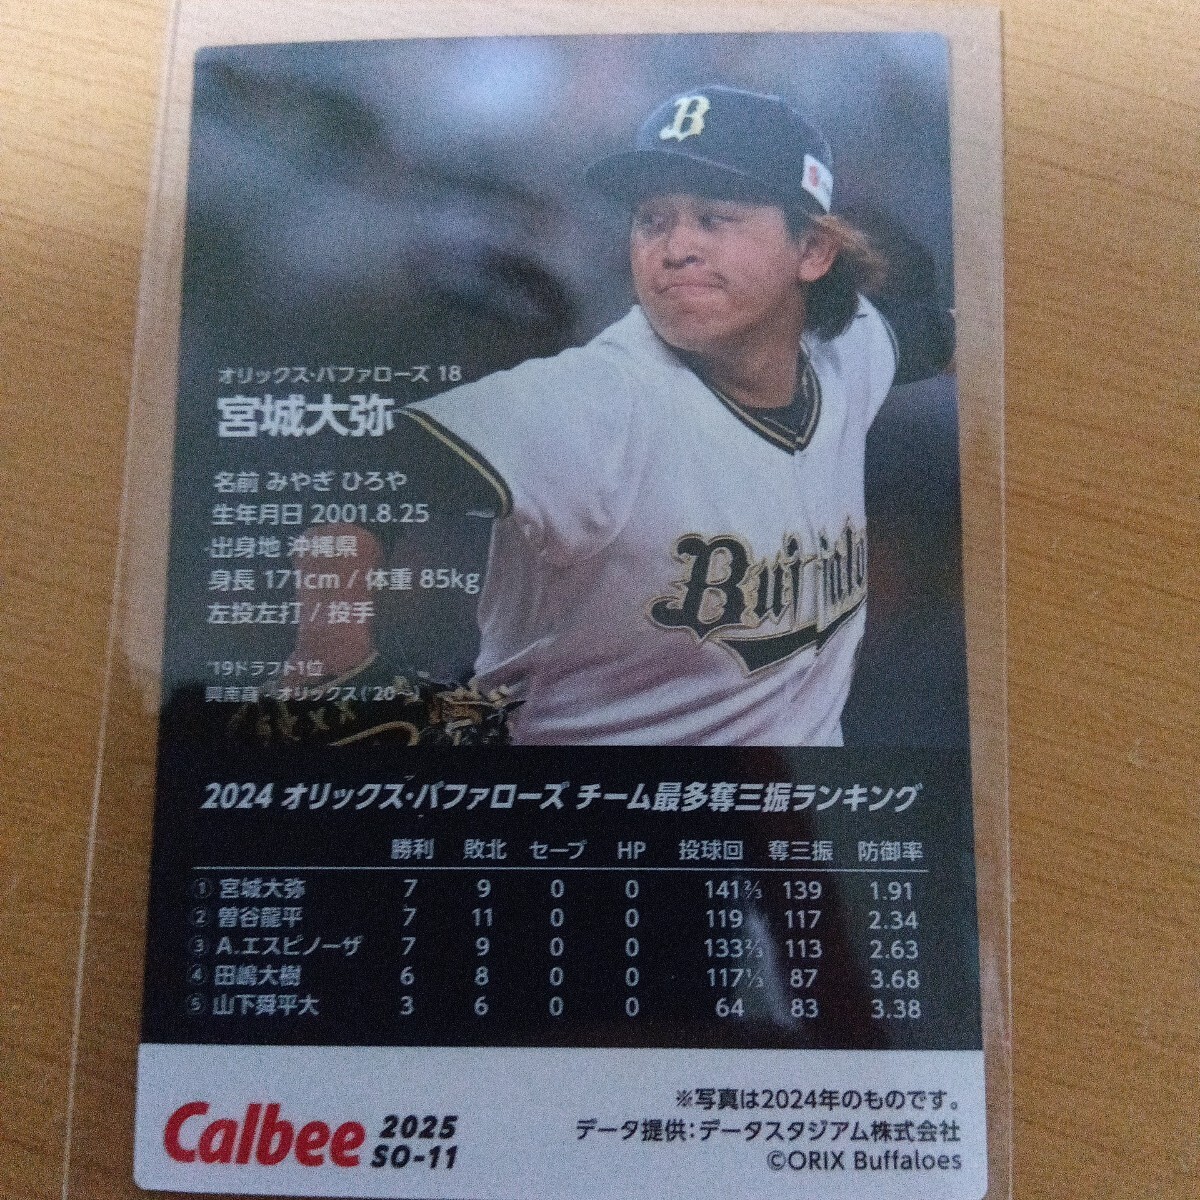 B
オリックス・バファローズ 18
宮城大弥
名前 みやぎ ひろや
生年月日 2001.8.25
出身地 沖縄県
身長 171cm / 体重 85kg
左投左打 / 投手
'19ドラフト1位
興南高 - オリックス('20〜)
2024 オリックス・バファローズ チーム最多奪三振ランキング
勝利 敗北 セーブ HP 投球回 奪三振 防御率
① 宮城大弥 7 9 0 0 141⅔ 139 1.91
② 曽谷龍平 7 11 0 0 119 117 2.34
③ A.エスピノーザ 7 9 0 0 133⅔ 113 2.63
④ 田嶋大樹 6 8 0 0 117⅓ 87 3.68
⑤ 山下舜平大 3 6 0 0 64 83 3.38
Calbee 2025
SO-11
※写真は2024年のものです。
データ提供:データスタジアム株式会社
©ORIX Buffaloes